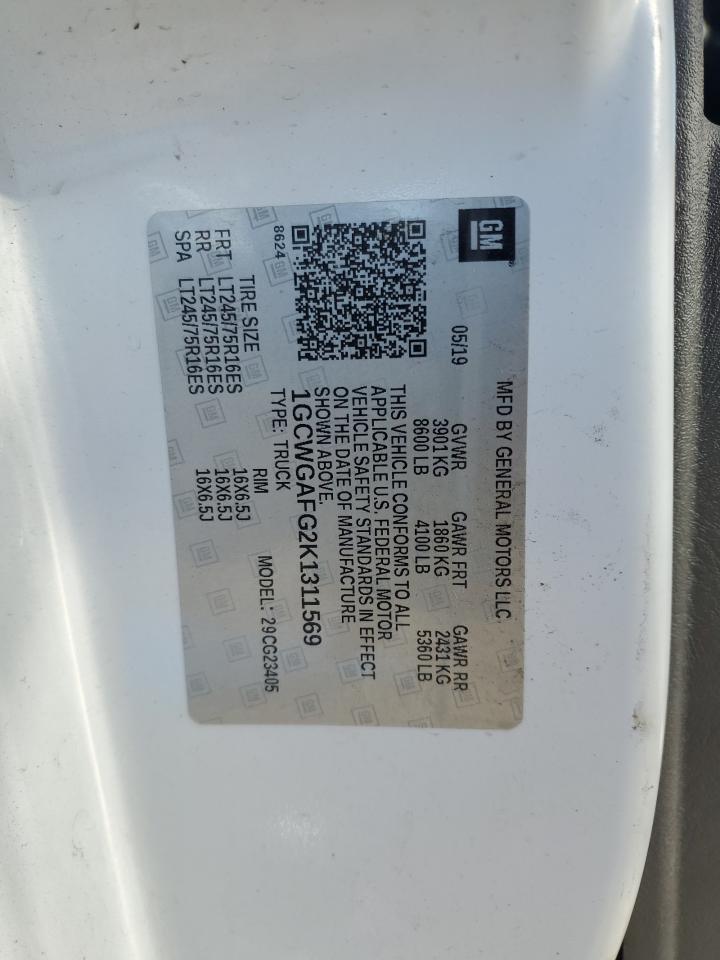 GM
MFD BY GENERAL MOTORS LLC
05/19 GVWR GAWR FRT GAWR RR
3901 KG 1860 KG 2431 KG
8600 LB 4100 LB 5360 LB
THIS VEHICLE CONFORMS TO ALL
APPLICABLE U.S. FEDERAL MOTOR
VEHICLE SAFETY STANDARDS IN EFFECT
ON THE DATE OF MANUFACTURE
SHOWN ABOVE.
1GCWGAFG2K1311569
8624 TYPE: TRUCK MODEL: 29CG23405
TIRE SIZE RIM
FRT LT245/75R16ES 16X6.5J
RR LT245/75R16ES 16X6.5J
SPA LT245/75R16ES 16X6.5J